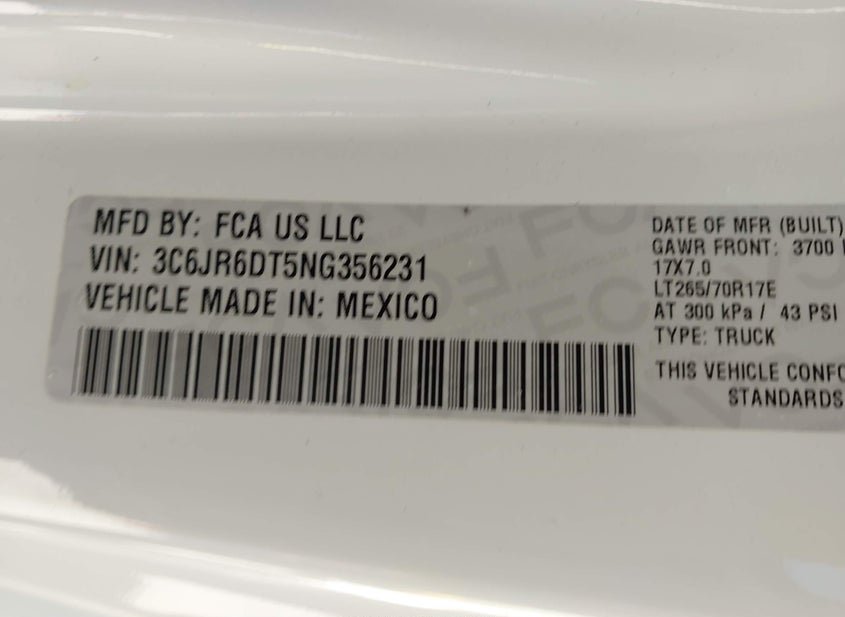 MFD BY: FCA US LLC
VIN: 3C6JR6DT5NG356231
VEHICLE MADE IN: MEXICO
DATE OF MFR (BUILT)
GAWR FRONT: 3700
17X7.0
LT265/70R17E
AT 300 kPa / 43 PSI
TYPE: TRUCK
THIS VEHICLE CONFO
STANDARDS